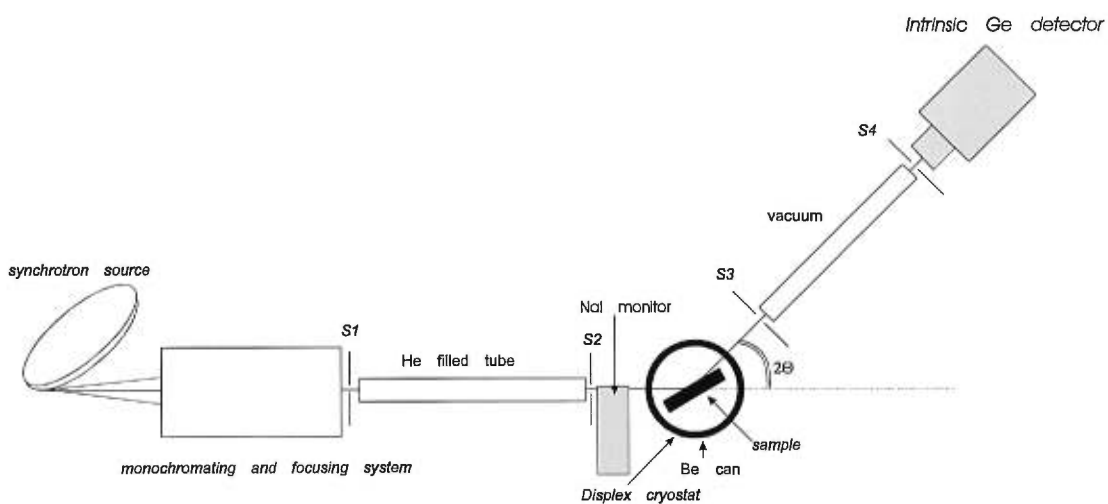 Intrinsic Ge detector
S4
vacuum
synchrotron source
S3
NaI monitor
S1
S2
He filled tube
2Θ
sample
monochromating and focusing system
Be can
Displex cryostat